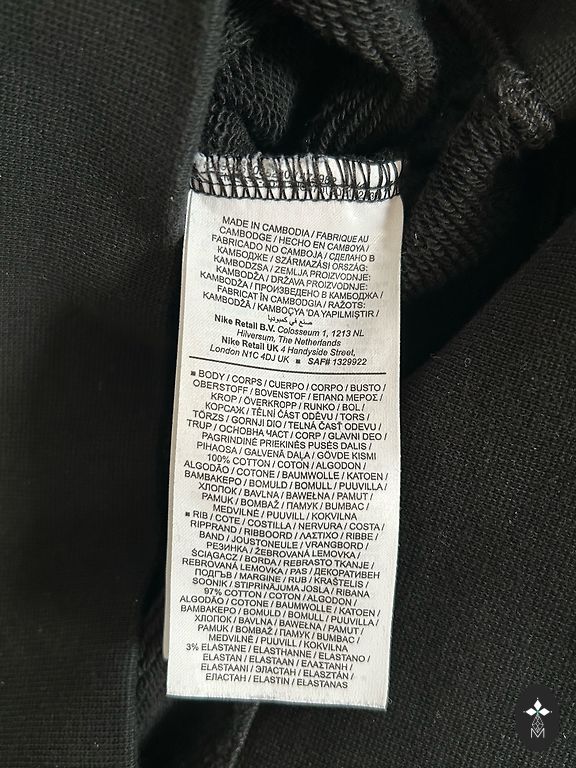 MADE IN CAMBODIA / FABRIQUE AU
CAMBODGE / HECHO EN CAMBOYA /
FABRICADO NO CAMBOJA / СДЕЛАНО В
КАМБОДЖЕ / SZÁRMAZÁSI ORSZÁG:
KAMBODZSA / ZEMLJA PROIZVODNJE:
KAMBODŽA / DRŽAVA PROIZVODNJE:
KAMBODŽA / ПРОИЗВЕДЕНО В КАМБОДЖА /
FABRICAT ÎN CAMBODGIA / RAŽOTS:
KAMBODŽĀ / KAMBOÇYA 'DA YAPILMIŞTIR /
صنع في كمبوديا
Nike Retail B.V. Colosseum 1, 1213 NL
Hilversum, The Netherlands
Nike Retail UK 4 Handyside Street,
London N1C 4DJ UK ■ SAF# 1329922
■ BODY / CORPS / CUERPO / CORPO / BUSTO /
OBERSTOFF / BOVENSTOF / ΕΠΑΝΩ ΜΕΡΟΣ /
KROP / ÖVERKROPP / RUNKO / BOL /
КОРСАЖ / TĚLNÍ ČÁST ODĚVU / TORS /
TÖRZS / GORNJI DIO / TELNÁ ČASŤ ODEVU /
TRUP / ОСНОВНА ЧАСТ / CORP / GLAVNI DEO /
PAGRINDINĖ PRIEKINĖS PUSĖS DALIS /
PIHAOSA / GALVENĀ DAĻA / GÖVDE KISMI
100% COTTON / COTON / ALGODON /
ALGODÃO / COTONE / BAUMWOLLE / KATOEN /
ΒΑΜΒΑΚΕΡΟ / BOMULD / BOMULL / PUUVILLA /
ХЛОПОК / BAVLNA / BAWEŁNA / PAMUT /
PAMUK / BOMBAŽ / ПАМУК / BUMBAC /
MEDVILNĖ / PUUVILL / KOKVILNA
■ RIB / COTE / COSTILLA / NERVURA / COSTA /
RIPPRAND / RIBBOORD / ΛΑΣΤΙΧΟ / RIBBE /
BAND / JOUSTONEULE / VRANGBORD /
РЕЗИНКА / ŽEBROVANÁ LEMOVKA /
ŚCIĄGACZ / BORDA / REBRASTO TKANJE /
REBROVANÁ LEMOVKA / PAS / ДЕКОРАТИВЕН
ПОДГЪВ / MARGINE / RUB / KRAŠTELIS /
SOONIK / STIPRINĀJUMA JOSLA / RIBANA
97% COTTON / COTON / ALGODON /
ALGODÃO / COTONE / BAUMWOLLE / KATOEN /
ΒΑΜΒΑΚΕΡΟ / BOMULD / BOMULL / PUUVILLA /
ХЛОПОК / BAVLNA / BAWEŁNA / PAMUT /
PAMUK / BOMBAŽ / ПАМУК / BUMBAC /
MEDVILNĖ / PUUVILL / KOKVILNA
3% ELASTANE / ELASTHANNE / ELASTANO /
ELASTAN / ELASTAAN / ΕΛΑΣΤΑΝΗ /
ELASTAANI / ЭЛАСТАН / ELASZTÁN /
ЕЛАСТАН / ELASTIN / ELASTANAS
M